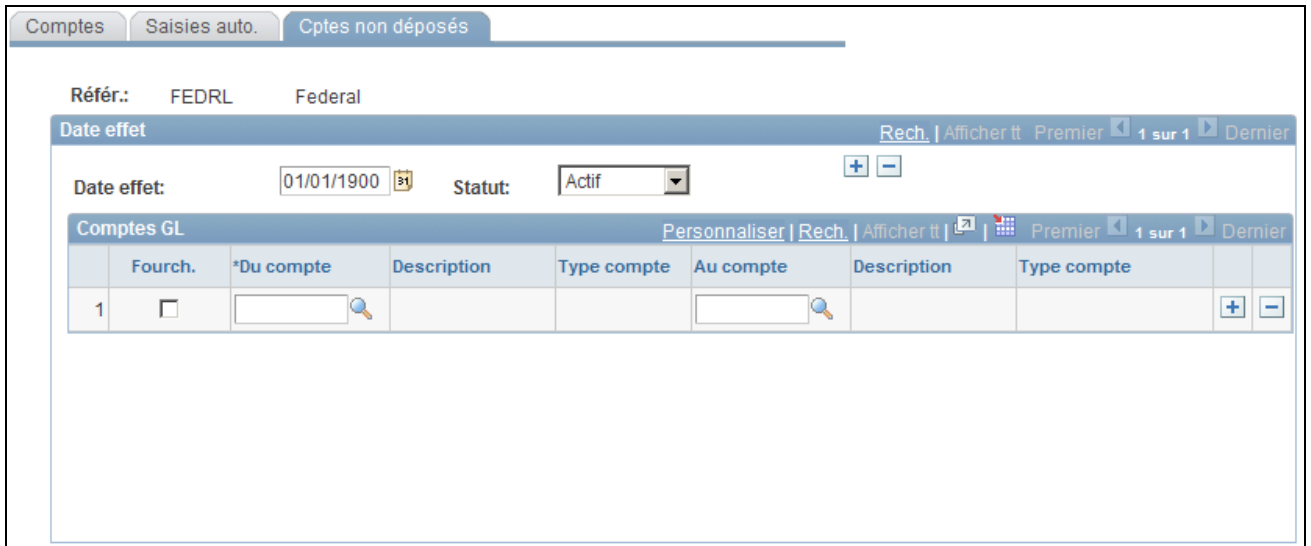 Comptes Saisies auto. Cptes non déposés
Référ.: FEDRL Federal
Date effet Rech. | Afficher tt Premier 1 sur 1 Dernier
Date effet: 01/01/1900 31 Statut: Actif
Comptes GL Personnaliser | Rech. | Afficher tt | | Premier 1 sur 1 Dernier
Fourch. *Du compte Description Type compte Au compte Description Type compte
1